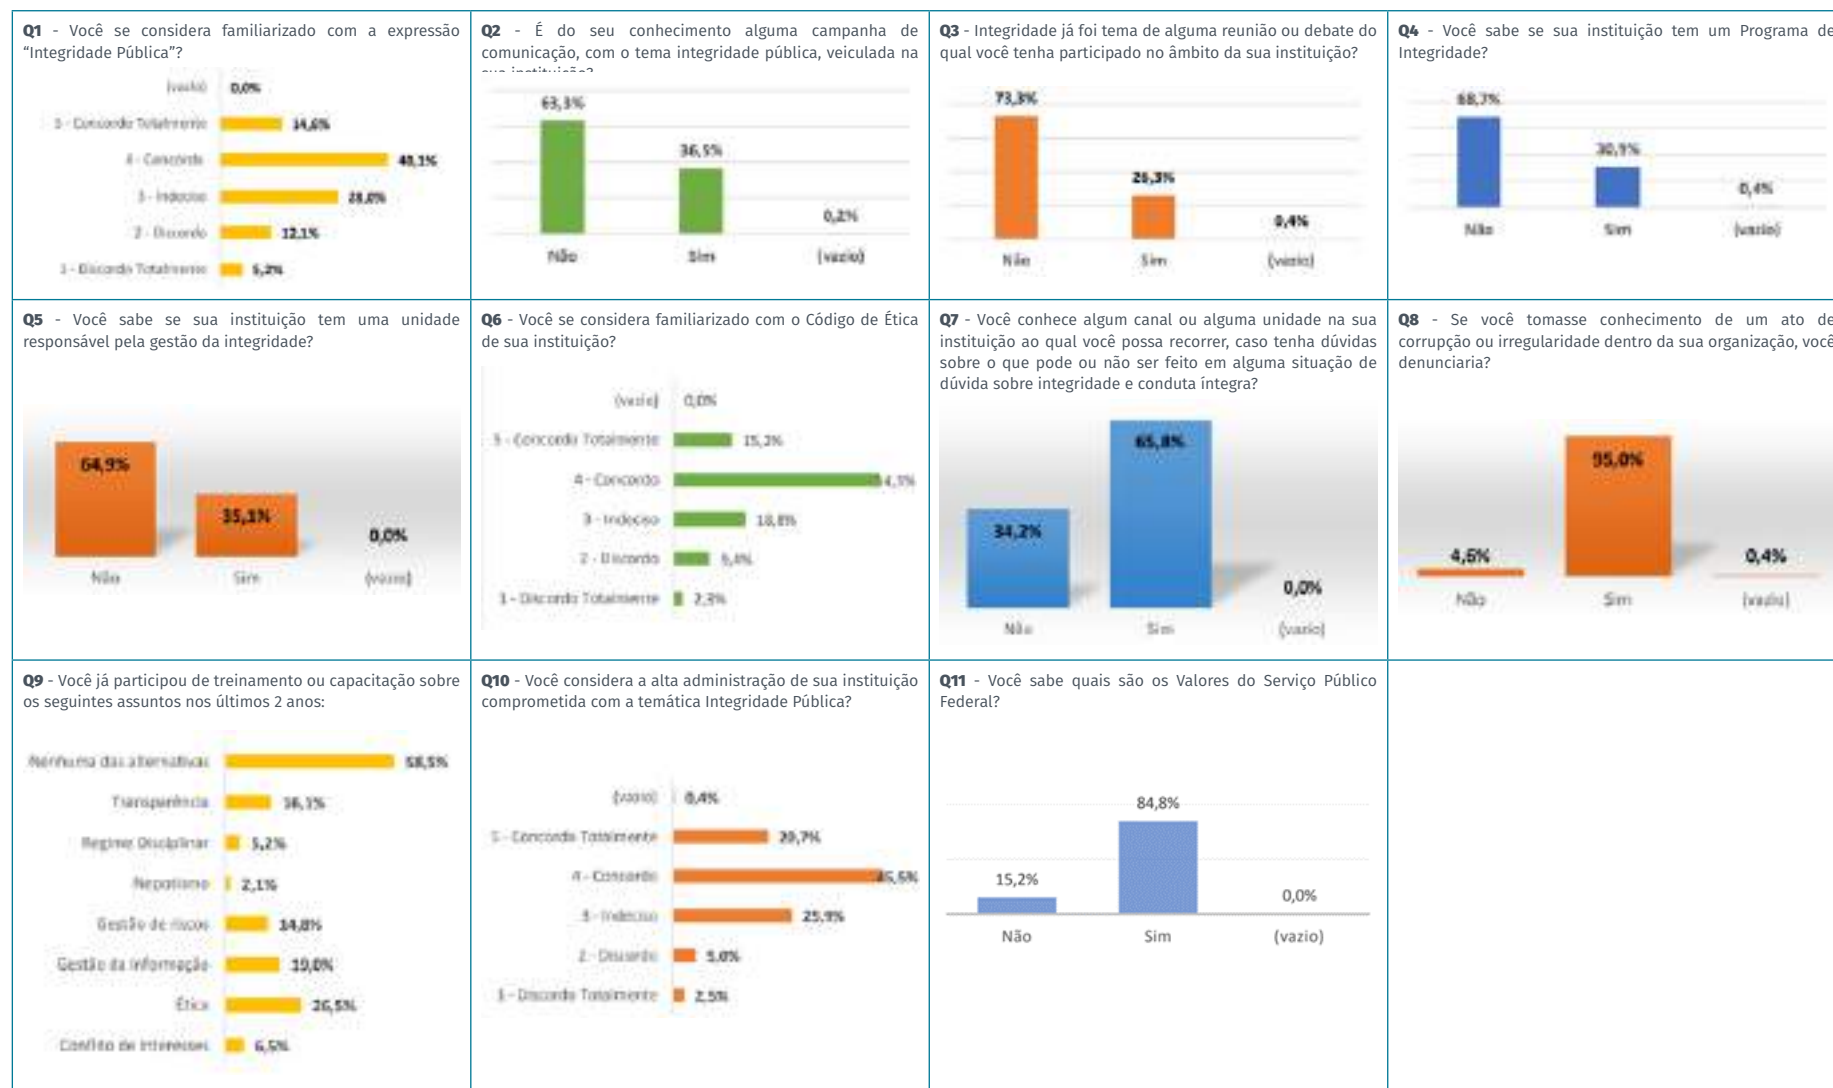 Q1 - Você se considera familiarizado com a expressão
“Integridade Pública”?
(vazio) 0,0%
5 - Concordo Totalmente 14,6%
4 - Concordo 40,1%
3 - Indeciso 28,0%
2 - Discordo 12,1%
1 - Discordo Totalmente 5,2%
Q2 - É do seu conhecimento alguma campanha de
comunicação, com o tema integridade pública, veiculada na
sua instituição?
63,3%
36,5%
0,2%
Não Sim (vazio)
Q3 - Integridade já foi tema de alguma reunião ou debate do
qual você tenha participado no âmbito da sua instituição?
73,3%
26,3%
0,4%
Não Sim (vazio)
Q4 - Você sabe se sua instituição tem um Programa de
Integridade?
68,7%
30,9%
0,4%
Não Sim (vazio)
Q5 - Você sabe se sua instituição tem uma unidade
responsável pela gestão da integridade?
64,9%
35,1%
0,0%
Não Sim (vazio)
Q6 - Você se considera familiarizado com o Código de Ética
de sua instituição?
(vazio) 0,0%
5 - Concordo Totalmente 15,2%
4 - Concordo
3 - Indeciso 18,8%
2 - Discordo 9,4%
1 - Discordo Totalmente 2,3%
Q7 - Você conhece algum canal ou alguma unidade na sua
instituição ao qual você possa recorrer, caso tenha dúvidas
sobre o que pode ou não ser feito em alguma situação de
dúvida sobre integridade e conduta íntegra?
65,8%
34,2%
0,0%
Não Sim (vazio)
Q8 - Se você tomasse conhecimento de um ato de
corrupção ou irregularidade dentro da sua organização, você
denunciaria?
95,0%
4,6% 0,4%
Não Sim (vazio)
Q9 - Você já participou de treinamento ou capacitação sobre
os seguintes assuntos nos últimos 2 anos:
Nenhuma das alternativas 58,5%
Transparência 16,1%
Regime Disciplinar 5,2%
Nepotismo 2,1%
Gestão de riscos 14,8%
Gestão da Informação 19,0%
Ética 26,5%
Conflito de Interesses 6,5%
Q10 - Você considera a alta administração de sua instituição
comprometida com a temática Integridade Pública?
(vazio) 0,4%
5 - Concordo Totalmente 20,7%
4 - Concordo 45,5%
3 - Indeciso 25,9%
2 - Discordo 5,0%
1 - Discordo Totalmente 2,5%
Q11 - Você sabe quais são os Valores do Serviço Público
Federal?
84,8%
15,2%
0,0%
Não Sim (vazio)